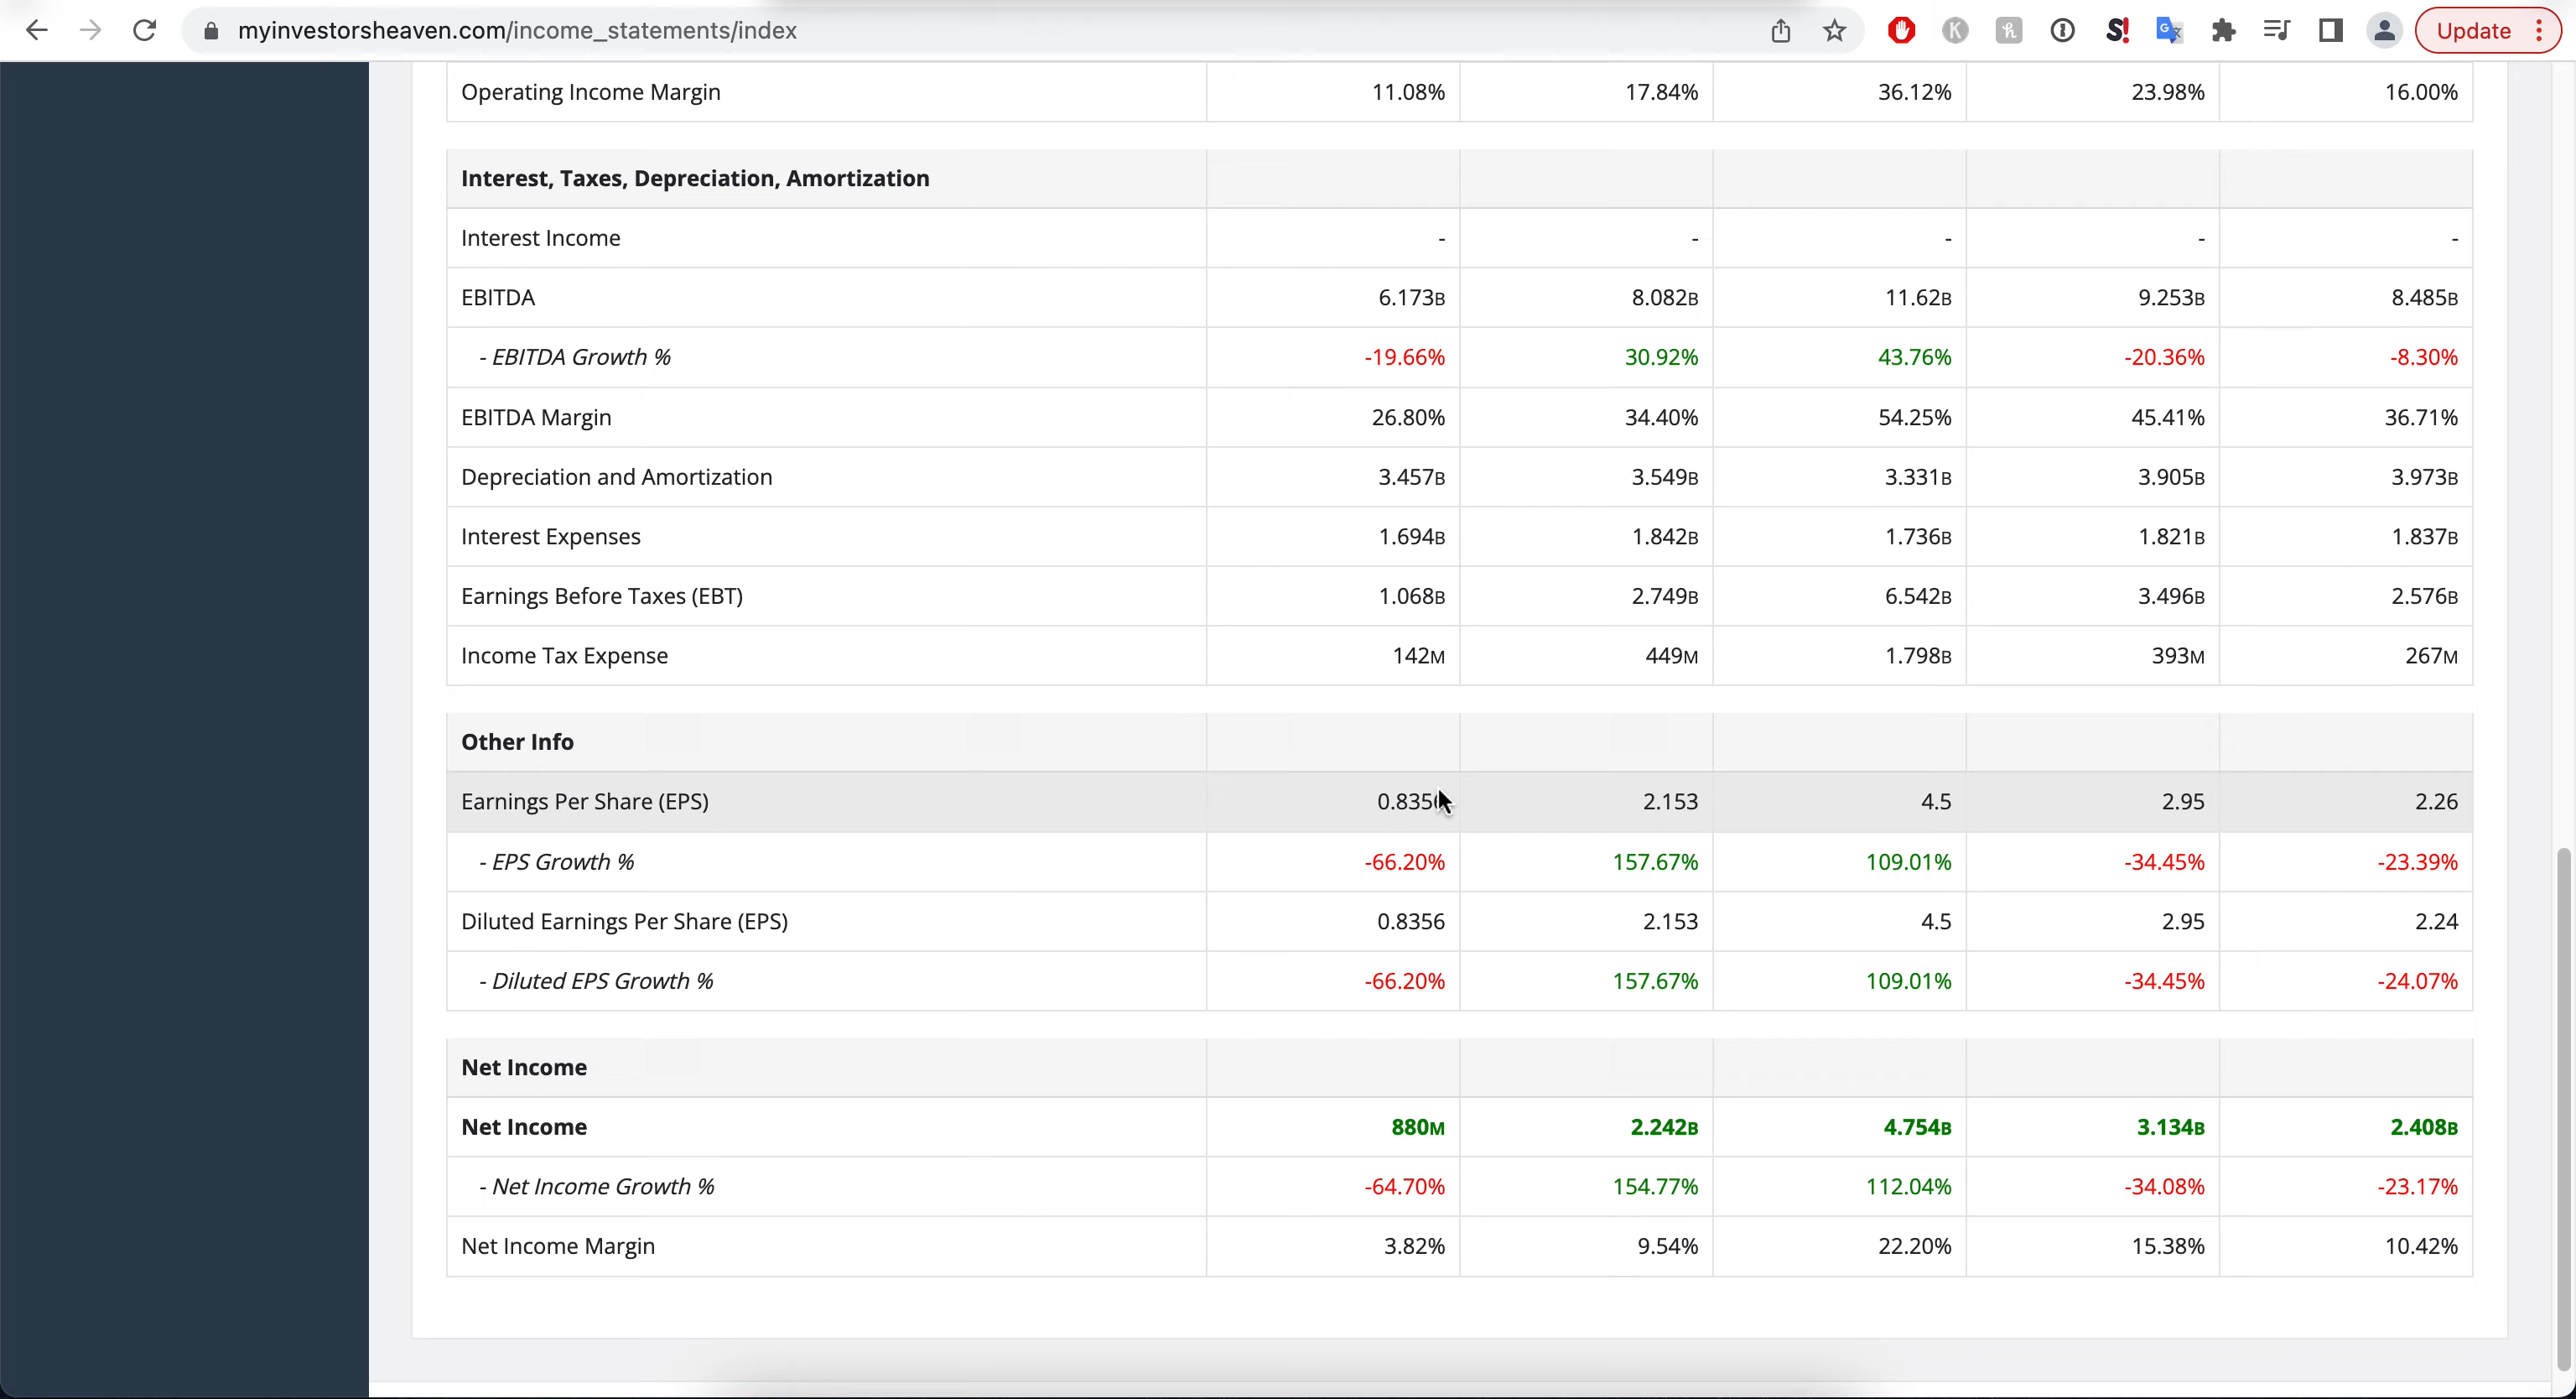 myinvestorsheaven.com/income_statements/index
Update
Operating Income Margin 11.08% 17.84% 36.12% 23.98% 16.00%
Interest, Taxes, Depreciation, Amortization
Interest Income - - - - -
EBITDA 6.173B 8.082B 11.62B 9.253B 8.485B
- EBITDA Growth % -19.66% 30.92% 43.76% -20.36% -8.30%
EBITDA Margin 26.80% 34.40% 54.25% 45.41% 36.71%
Depreciation and Amortization 3.457B 3.549B 3.331B 3.905B 3.973B
Interest Expenses 1.694B 1.842B 1.736B 1.821B 1.837B
Earnings Before Taxes (EBT) 1.068B 2.749B 6.542B 3.496B 2.576B
Income Tax Expense 142M 449M 1.798B 393M 267M
Other Info
Earnings Per Share (EPS) 2.153 4.5 2.95 2.26
- EPS Growth % -66.20% 157.67% 109.01% -34.45% -23.39%
Diluted Earnings Per Share (EPS) 0.8356 2.153 4.5 2.95 2.24
- Diluted EPS Growth % -66.20% 157.67% 109.01% -34.45% -24.07%
Net Income
Net Income 880M 2.242B 4.754B 3.134B 2.408B
- Net Income Growth % -64.70% 154.77% 112.04% -34.08% -23.17%
Net Income Margin 3.82% 9.54% 22.20% 15.38% 10.42%